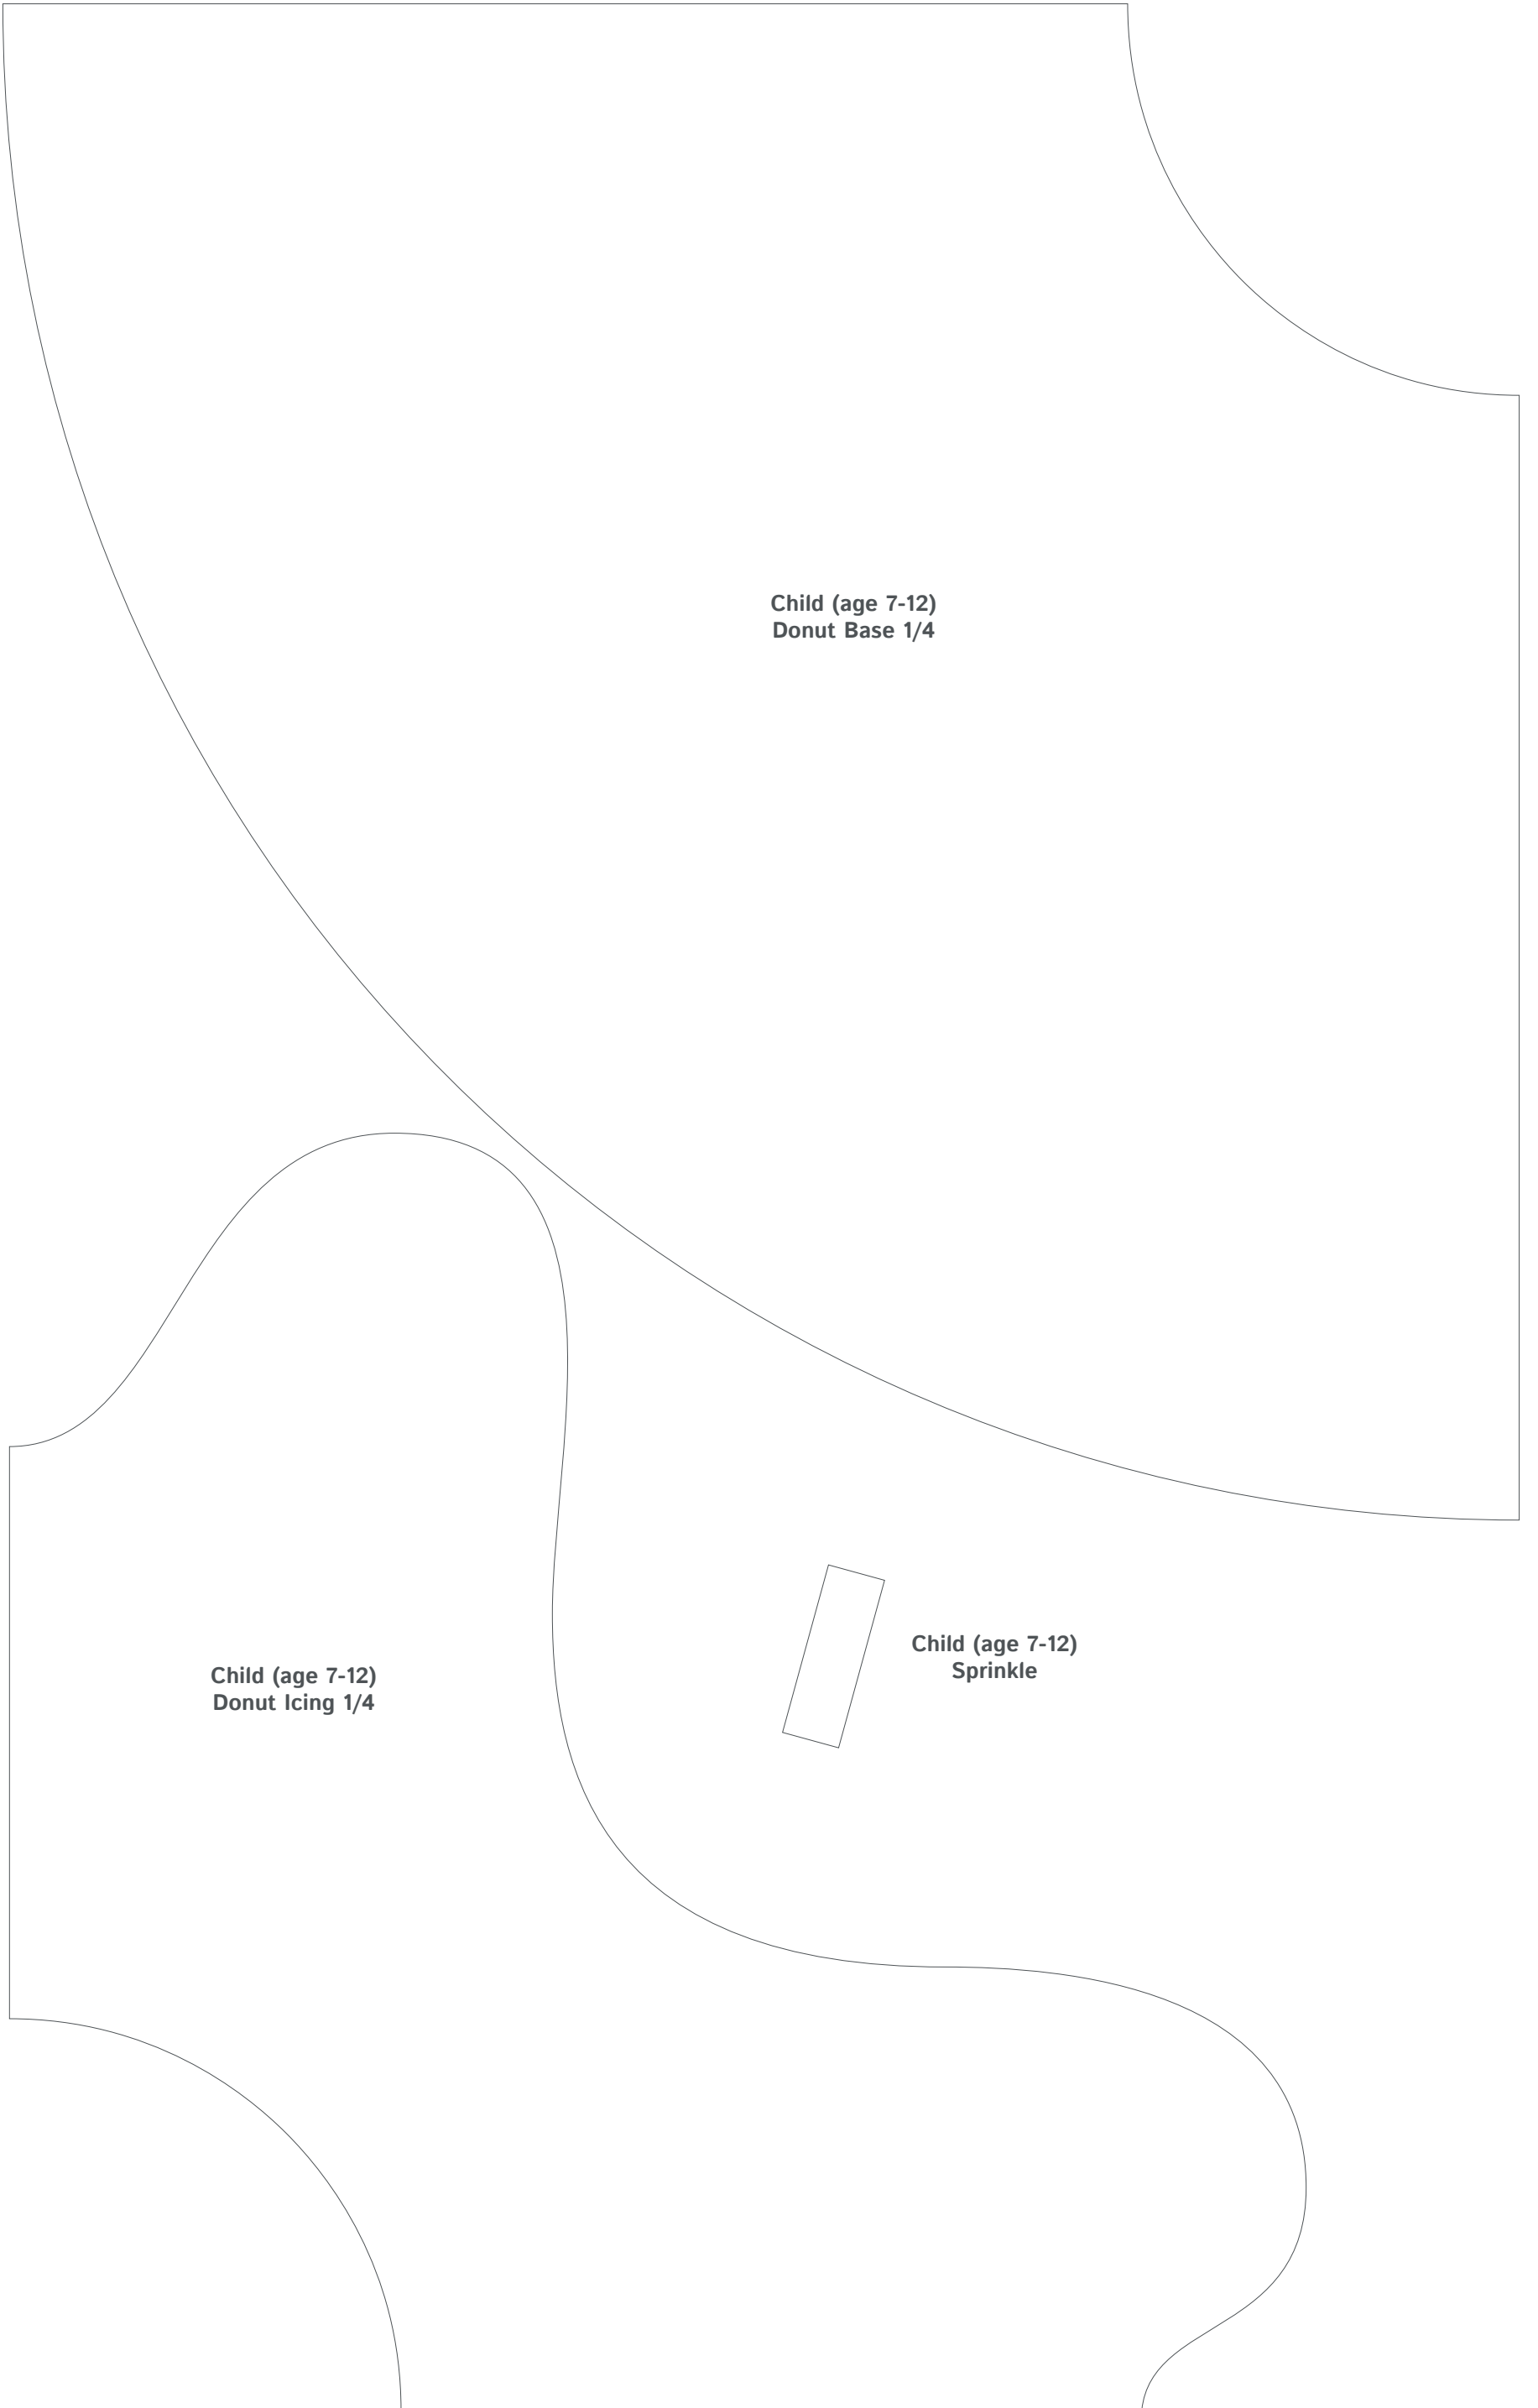 Child (age 7-12)
Donut Base 1/4
Child (age 7-12)
Sprinkle
Child (age 7-12)
Donut Icing 1/4